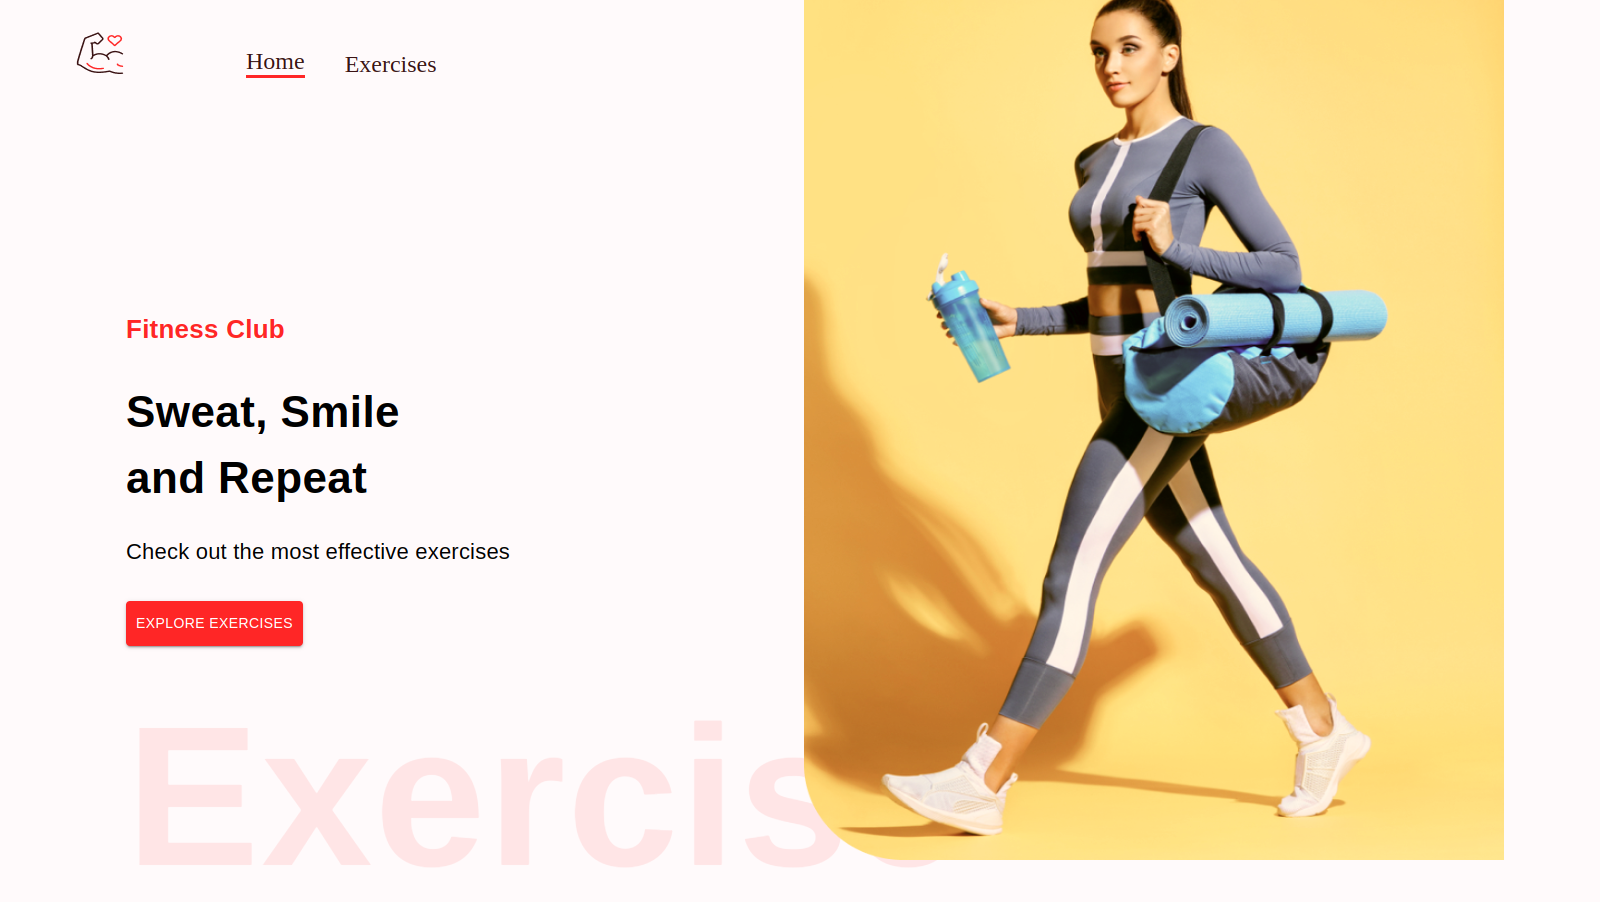 Home Exercises
Fitness Club
Sweat, Smile
and Repeat
Check out the most effective exercises
EXPLORE EXERCISES
Exercis